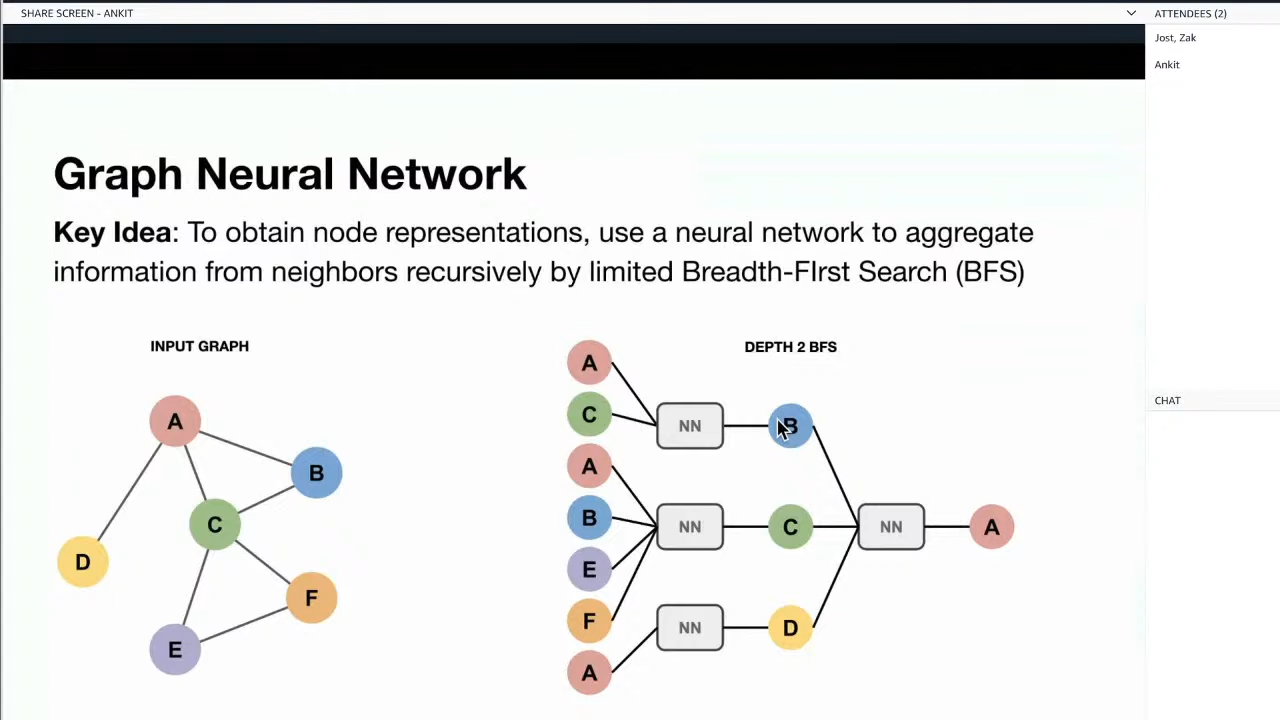 SHARE SCREEN - ANKIT
ATTENDEES (2)
Jost, Zak
Ankit
CHAT
Graph Neural Network
Key Idea: To obtain node representations, use a neural network to aggregate
information from neighbors recursively by limited Breadth-FIrst Search (BFS)
INPUT GRAPH
A
B
C
D
F
E
DEPTH 2 BFS
A
C
A
B
E
F
A
NN
NN
NN
B
C
D
NN
A